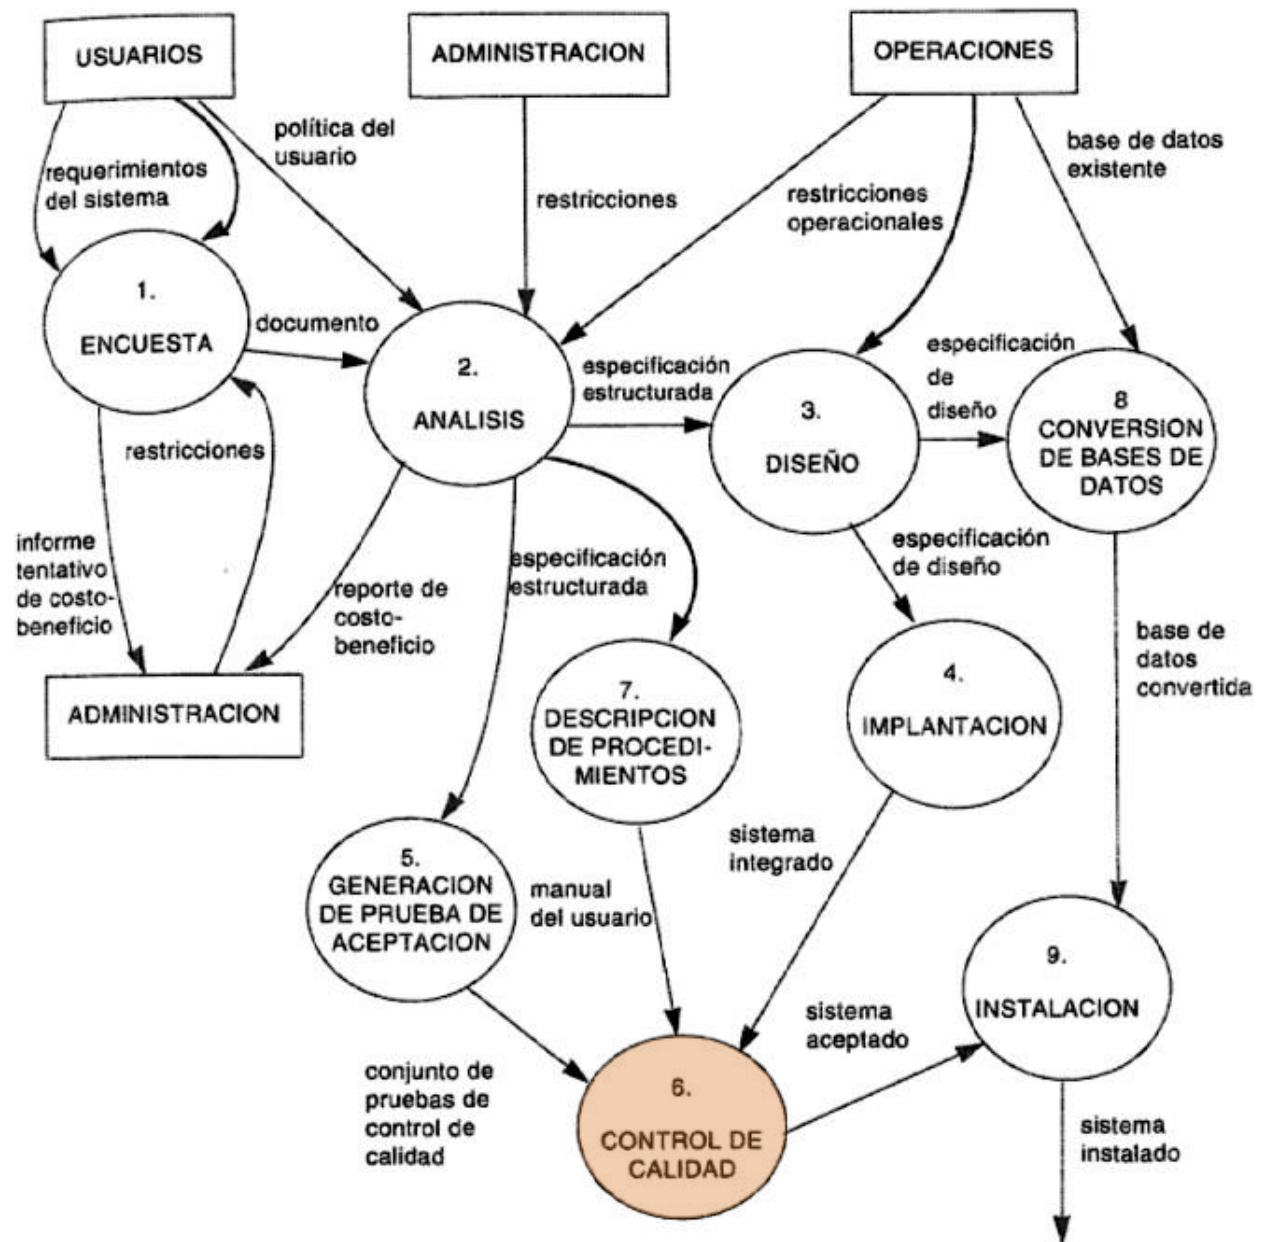 USUARIOS
ADMINISTRACION
OPERACIONES
política del
usuario
requerimientos
del sistema
restricciones
restricciones
operacionales
base de datos
existente
1.
ENCUESTA
documento
2.
ANALISIS
especificación
estructurada
3.
DISEÑO
especificación
de
diseño
8
CONVERSION
DE BASES DE
DATOS
restricciones
informe
tentativo
de costo-
beneficio
reporte de
costo-
beneficio
especificación
estructurada
especificación
de diseño
ADMINISTRACION
7.
DESCRIPCION
DE PROCEDI-
MIENTOS
4.
IMPLANTACION
base de
datos
convertida
5.
GENERACION
DE PRUEBA DE
ACEPTACION
manual
del usuario
sistema
integrado
9.
INSTALACION
conjunto de
pruebas de
control de
calidad
6.
CONTROL DE
CALIDAD
sistema
aceptado
sistema
instalado